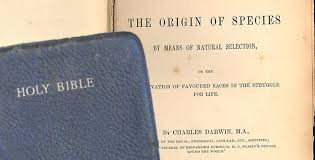 HOLY BIBLE
THE ORIGIN OF SPECIES
BY MEANS OF NATURAL SELECTION,
OR THE
VATION OF FAVOURED RACES IN THE STRUGGLE
FOR LIFE.
BY CHARLES DARWIN, M.A.,